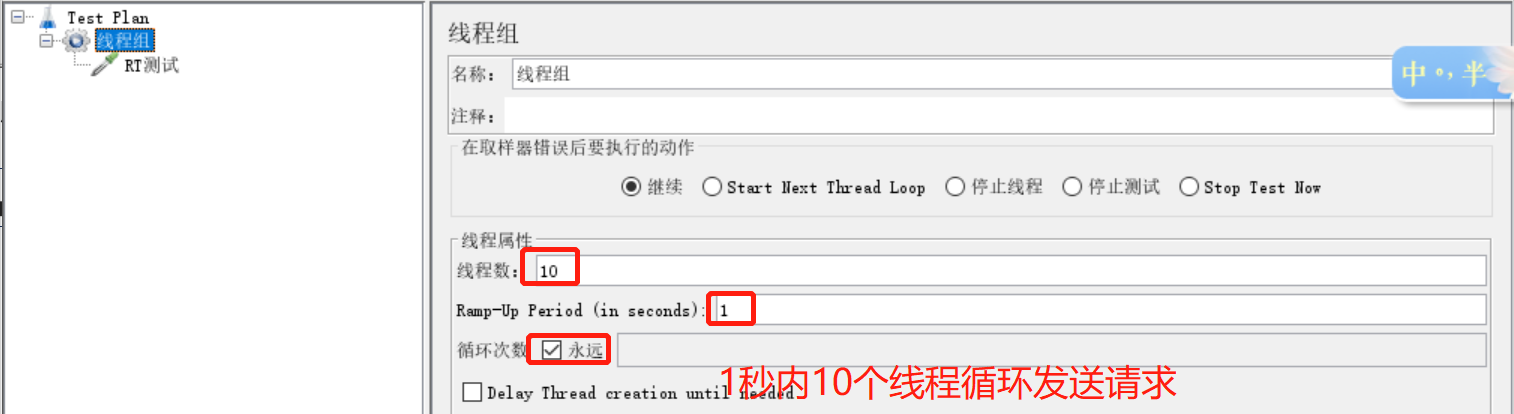 Test Plan
线程组
RT测试
线程组
名称: 线程组
中 °, 半
注释:
在取样器错误后要执行的动作
继续 Start Next Thread Loop 停止线程 停止测试 Stop Test Now
线程属性
线程数: 10
Ramp-Up Period (in seconds): 1
循环次数 永远
1秒内10个线程循环发送请求
Delay Thread creation until needed